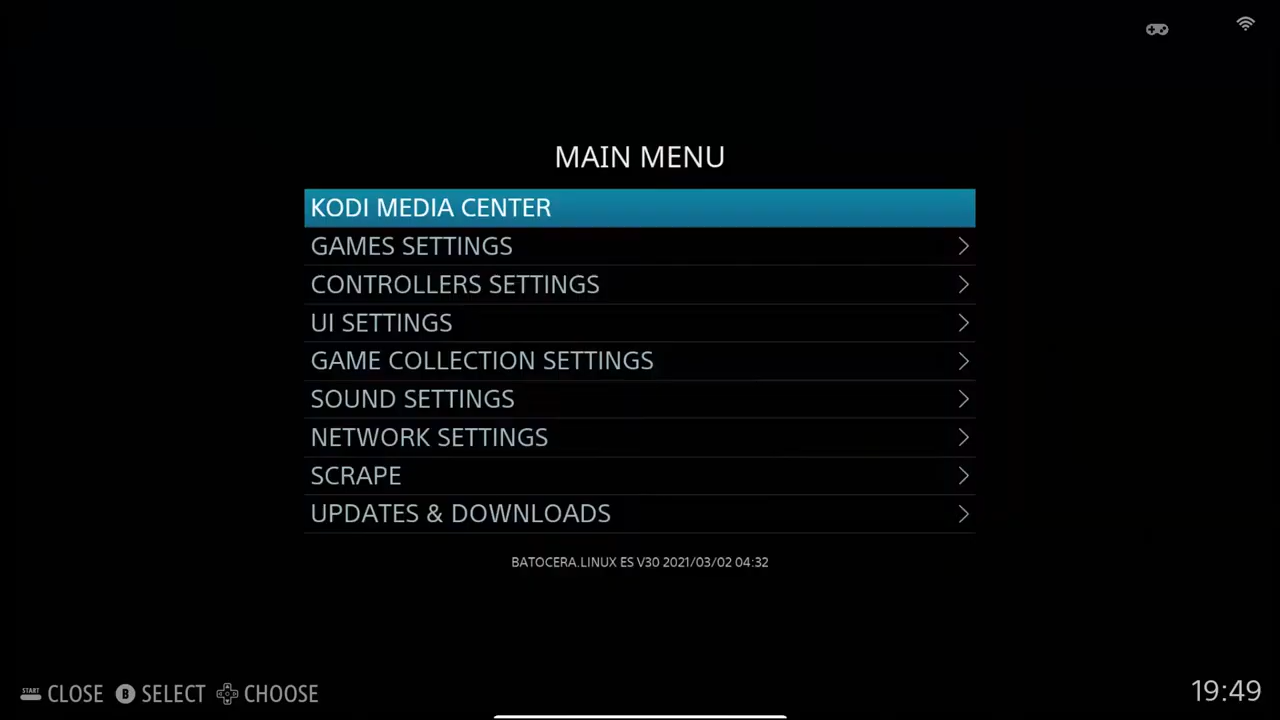 MAIN MENU
KODI MEDIA CENTER
GAMES SETTINGS
CONTROLLERS SETTINGS
UI SETTINGS
GAME COLLECTION SETTINGS
SOUND SETTINGS
NETWORK SETTINGS
SCRAPE
UPDATES & DOWNLOADS
BATOCERA.LINUX ES V30 2021/03/02 04:32
START CLOSE B SELECT CHOOSE
19:49